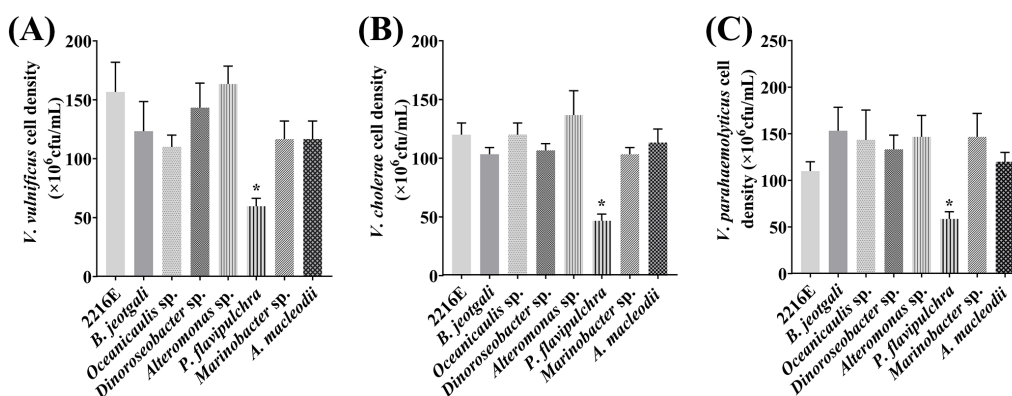 (A)
V. vulnificus cell density
(×10⁶cfu/mL)
200
150
100
50
0
*
2216E
B. jeotgali
Oceanicaulis sp.
Dinoroseobacter sp.
Alteromonas sp.
P. flavipulchra
Marinobacter sp.
A. macleodii
(B)
V. cholerae cell density
(×10⁶cfu/mL)
200
150
100
50
0
*
2216E
B. jeotgali
Oceanicaulis sp.
Dinoroseobacter sp.
Alteromonas sp.
P. flavipulchra
Marinobacter sp.
A. macleodii
(C)
V. parahaemolyticus cell
density (×10⁶cfu/mL)
250
200
150
100
50
0
*
2216E
B. jeotgali
Oceanicaulis sp.
Dinoroseobacter sp.
Alteromonas sp.
P. flavipulchra
Marinobacter sp.
A. macleodii